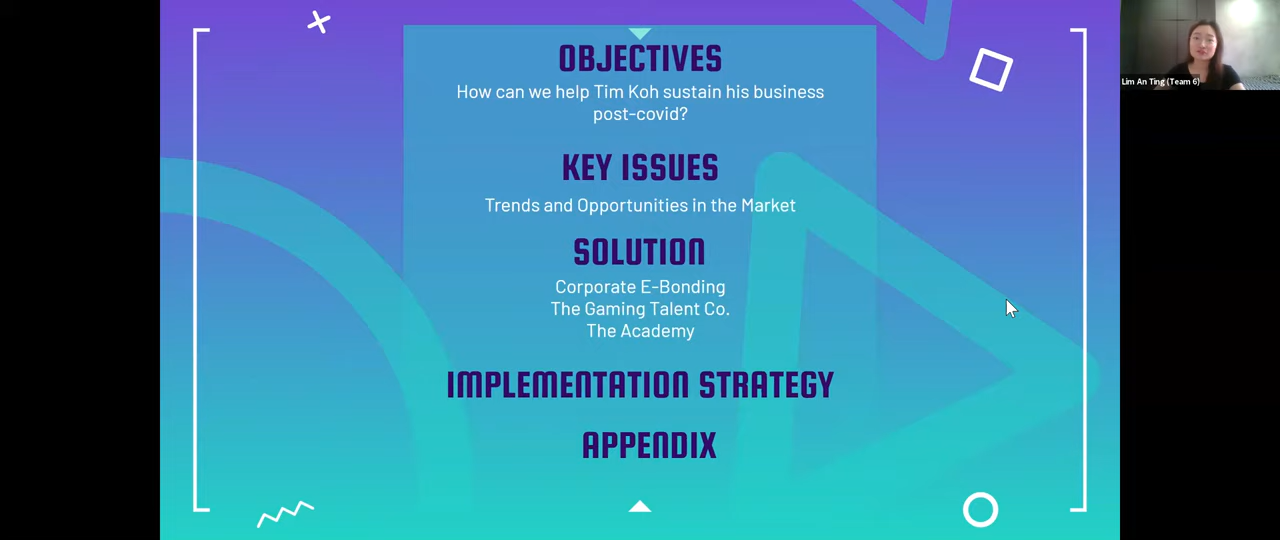 OBJECTIVES
How can we help Tim Koh sustain his business
post-covid?
KEY ISSUES
Trends and Opportunities in the Market
SOLUTION
Corporate E-Bonding
The Gaming Talent Co.
The Academy
IMPLEMENTATION STRATEGY
APPENDIX
Lim An Ting (Team 6)